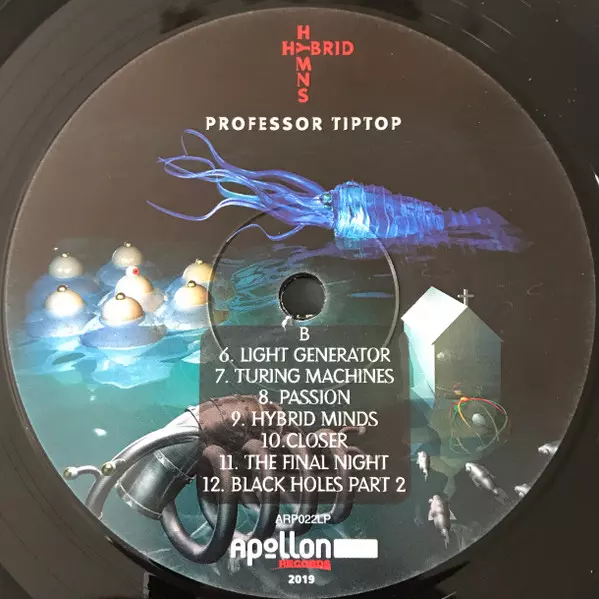 HYBRID
HYMNS
PROFESSOR TIPTOP
B
6. LIGHT GENERATOR
7. TURING MACHINES
8. PASSION
9. HYBRID MINDS
10.CLOSER
11. THE FINAL NIGHT
12. BLACK HOLES PART 2
ARP022LP
Apollon
RECORDS
2019